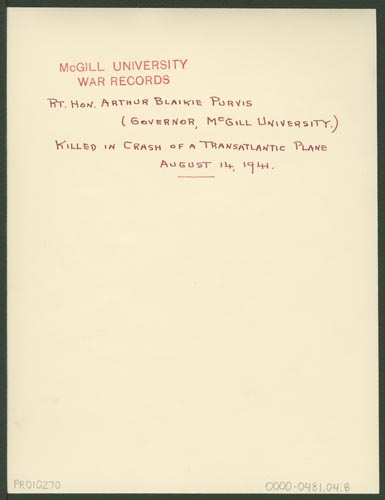 McGILL UNIVERSITY
WAR RECORDS
RT. HON. ARTHUR BLAIKIE PURVIS
(GOVERNOR, McGILL UNIVERSITY.)
KILLED IN CRASH OF A TRANSATLANTIC PLANE
AUGUST 14, 1941.
PR010270
0000-0481.04.8